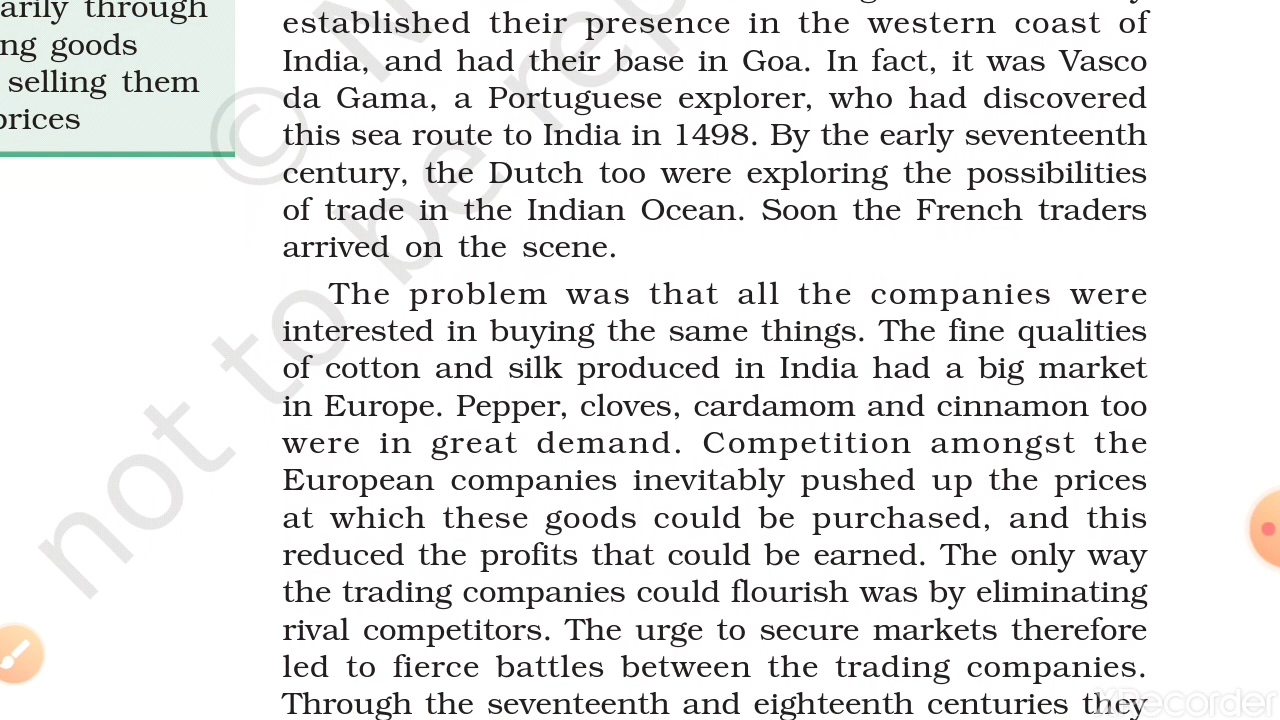 arily through
ng goods
selling them
prices
established their presence in the western coast of
India, and had their base in Goa. In fact, it was Vasco
da Gama, a Portuguese explorer, who had discovered
this sea route to India in 1498. By the early seventeenth
century, the Dutch too were exploring the possibilities
of trade in the Indian Ocean. Soon the French traders
arrived on the scene.
The problem was that all the companies were
interested in buying the same things. The fine qualities
of cotton and silk produced in India had a big market
in Europe. Pepper, cloves, cardamom and cinnamon too
were in great demand. Competition amongst the
European companies inevitably pushed up the prices
at which these goods could be purchased, and this
reduced the profits that could be earned. The only way
the trading companies could flourish was by eliminating
rival competitors. The urge to secure markets therefore
led to fierce battles between the trading companies.
Through the seventeenth and eighteenth centuries they
©
not to be rep
XRecorder